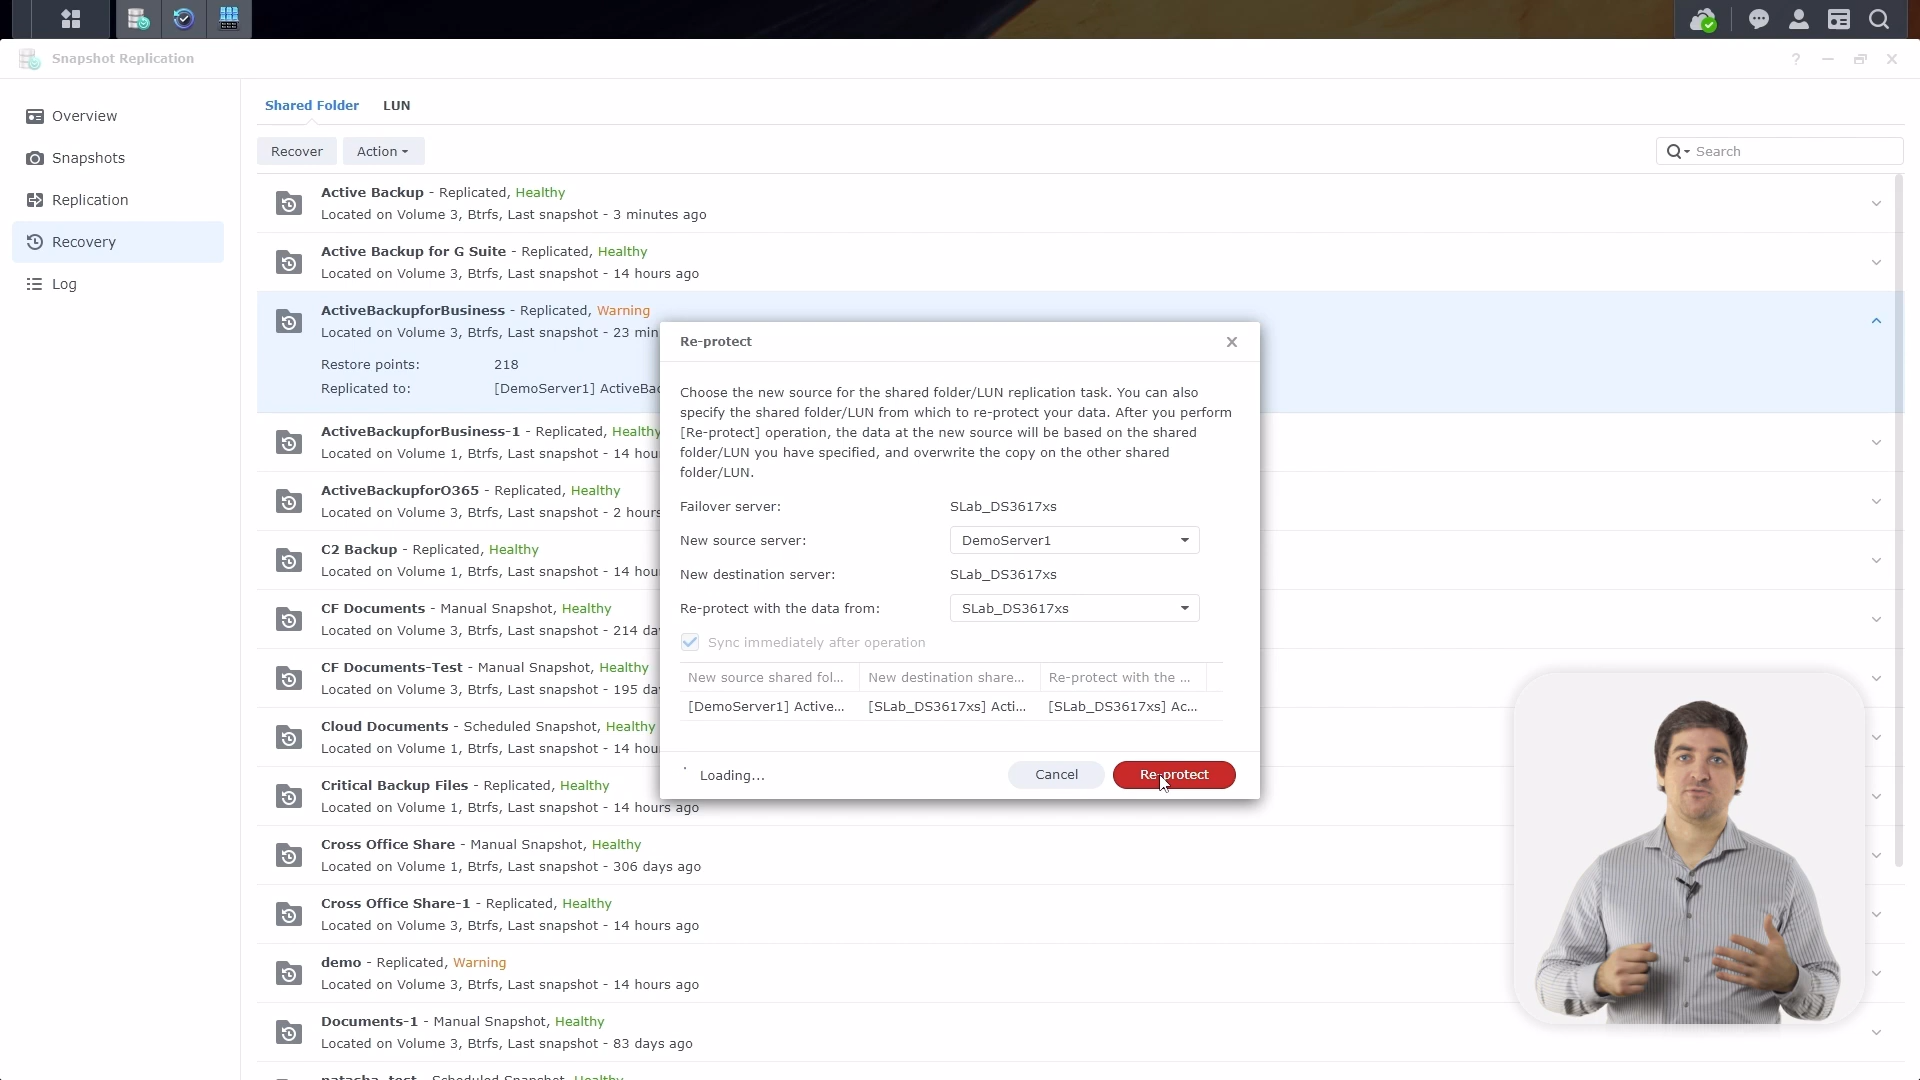 Snapshot Replication
?
Overview
Snapshots
Replication
Recovery
Log
Shared Folder
LUN
Recover
Action
Search
Active Backup - Replicated, Healthy
Located on Volume 3, Btrfs, Last snapshot - 3 minutes ago
Active Backup for G Suite - Replicated, Healthy
Located on Volume 3, Btrfs, Last snapshot - 14 hours ago
ActiveBackupforBusiness - Replicated, Warning
Located on Volume 3, Btrfs, Last snapshot - 23
Restore points: 218
Replicated to: [DemoServer1]
ActiveBackupforBusiness-1 - Replicated, Healthy
Located on Volume 1, Btrfs, Last snapshot - 14
ActiveBackupforO365 - Replicated, Healthy
Located on Volume 3, Btrfs, Last snapshot - 2 hours
C2 Backup - Replicated, Healthy
Located on Volume 1, Btrfs, Last snapshot - 14
CF Documents - Manual Snapshot, Healthy
Located on Volume 3, Btrfs, Last snapshot - 214
CF Documents-Test - Manual Snapshot, Healthy
Located on Volume 3, Btrfs, Last snapshot - 195
Cloud Documents - Scheduled Snapshot, Healthy
Located on Volume 1, Btrfs, Last snapshot - 14
Critical Backup Files - Replicated, Healthy
Located on Volume 1, Btrfs, Last snapshot - 14 hours ago
Cross Office Share - Manual Snapshot, Healthy
Located on Volume 1, Btrfs, Last snapshot - 306 days ago
Cross Office Share-1 - Replicated, Healthy
Located on Volume 3, Btrfs, Last snapshot - 14 hours ago
demo - Replicated, Warning
Located on Volume 3, Btrfs, Last snapshot - 14 hours ago
Documents-1 - Manual Snapshot, Healthy
Located on Volume 3, Btrfs, Last snapshot - 83 days ago
Re-protect
Choose the new source for the shared folder/LUN replication task. You can also
specify the shared folder/LUN from which to re-protect your data. After you perform
[Re-protect] operation, the data at the new source will be based on the shared
folder/LUN you have specified, and overwrite the copy on the other shared
folder/LUN.
Failover server: SLab_DS3617xs
New source server: DemoServer1
New destination server: SLab_DS3617xs
Re-protect with the data from: SLab_DS3617xs
Sync immediately after operation
New source shared fol... New destination share... Re-protect with the ...
[DemoServer1] Active... [SLab_DS3617xs] Acti... [SLab_DS3617xs] Ac...
Loading...
Cancel
Re-protect